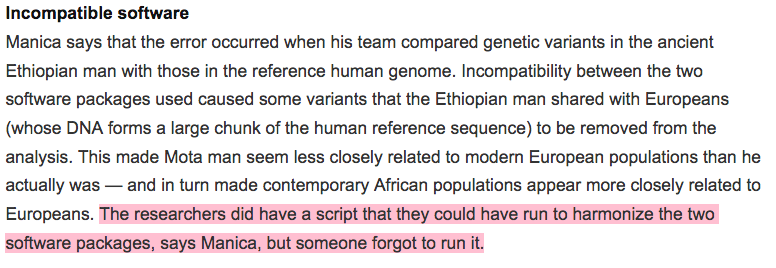 Incompatible software
Manica says that the error occurred when his team compared genetic variants in the ancient
Ethiopian man with those in the reference human genome. Incompatibility between the two
software packages used caused some variants that the Ethiopian man shared with Europeans
(whose DNA forms a large chunk of the human reference sequence) to be removed from the
analysis. This made Mota man seem less closely related to modern European populations than he
actually was — and in turn made contemporary African populations appear more closely related to
Europeans. The researchers did have a script that they could have run to harmonize the two
software packages, says Manica, but someone forgot to run it.